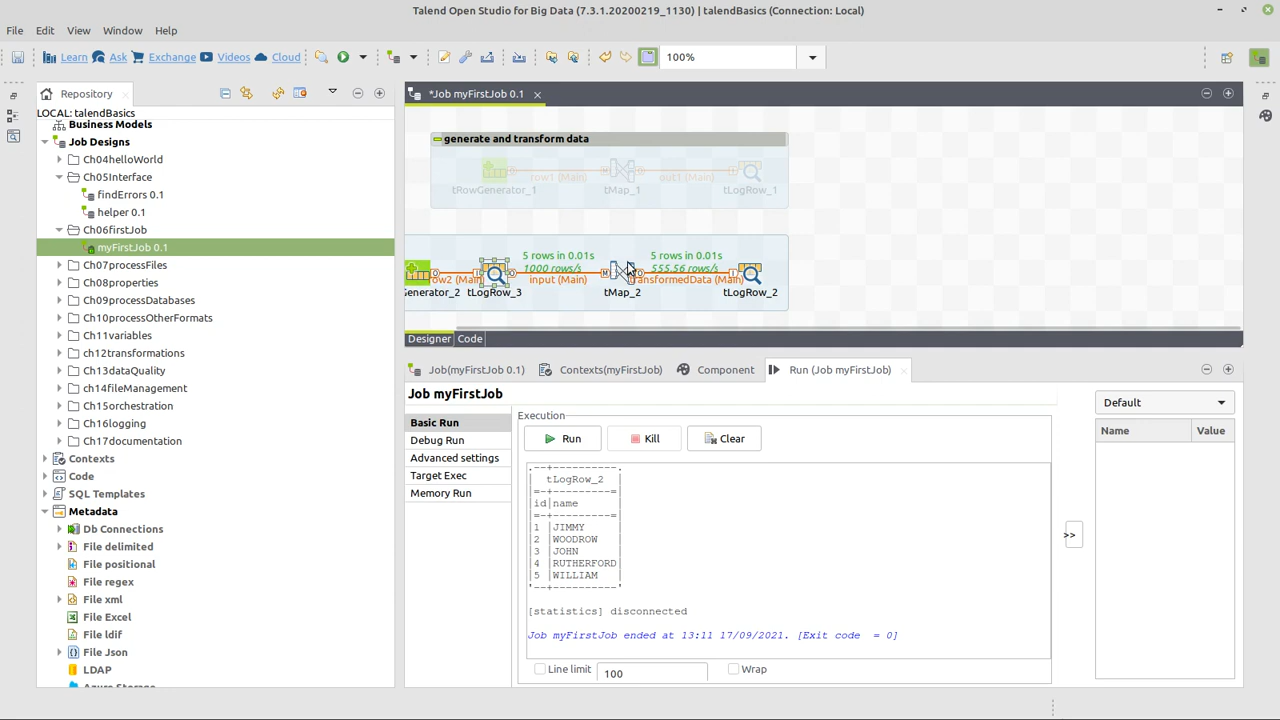 Talend Open Studio for Big Data (7.3.1.20200219_1130) | talendBasics (Connection: Local)
File Edit View Window Help
Learn Ask Exchange Videos Cloud 100%
Repository
LOCAL: talendBasics
Business Models
Job Designs
Ch04helloWorld
Ch05Interface
findErrors 0.1
helper 0.1
Ch06firstJob
myFirstJob 0.1
Ch07processFiles
Ch08properties
Ch09processDatabases
Ch10processOtherFormats
Ch11variables
ch12transformations
Ch13dataQuality
ch14fileManagement
Ch15orchestration
Ch16logging
Ch17documentation
Contexts
Code
SQL Templates
Metadata
Db Connections
File delimited
File positional
File regex
File xml
File Excel
File ldif
File Json
LDAP
Azure Storage
*Job myFirstJob 0.1
generate and transform data
row1 (Main) out1 (Main)
tRowGenerator_1 tMap_1 tLogRow_1
5 rows in 0.01s 5 rows in 0.01s
1000 rows/s 555.56 rows/s
row2 (Main) input (Main) transformedData (Main)
Generator_2 tLogRow_3 tMap_2 tLogRow_2
Designer Code
Job(myFirstJob 0.1) Contexts(myFirstJob) Component Run (Job myFirstJob)
Job myFirstJob
Basic Run
Debug Run
Advanced settings
Target Exec
Memory Run
Execution
Run Kill Clear
.--+----------.
| tLogRow_2 |
|=-+---------=|
|id|name |
|=-+---------=|
|1 |JIMMY |
|2 |WOODROW |
|3 |JOHN |
|4 |RUTHERFORD|
|5 |WILLIAM |
'--+----------'
[statistics] disconnected
Job myFirstJob ended at 13:11 17/09/2021. [Exit code = 0]
Line limit 100 Wrap
>>
Default
Name Value